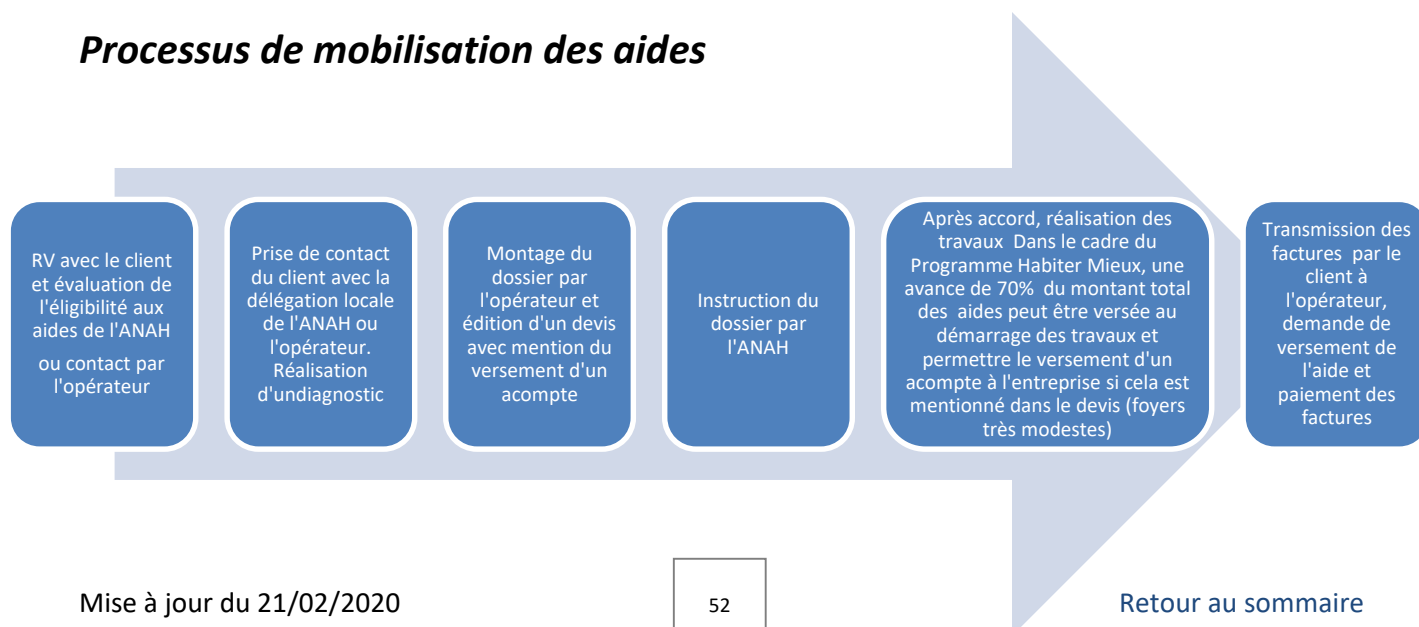 Processus de mobilisation des aides
RV avec le client
et évaluation de
l'éligibilité aux
aides de l'ANAH
ou contact par
l'opérateur
Prise de contact
du client avec la
délégation locale
de l'ANAH ou
l'opérateur.
Réalisation
d'undiagnostic
Montage du
dossier par
l'opérateur et
édition d'un devis
avec mention du
versement d'un
acompte
Instruction du
dossier par
l'ANAH
Après accord, réalisation des
travaux Dans le cadre du
Programme Habiter Mieux, une
avance de 70% du montant total
des aides peut être versée au
démarrage des travaux et
permettre le versement d'un
acompte à l'entreprise si cela est
mentionné dans le devis (foyers
très modestes)
Transmission des
factures par le
client à
l'opérateur,
demande de
versement de
l'aide et
paiement des
factures
Mise à jour du 21/02/2020
52
Retour au sommaire